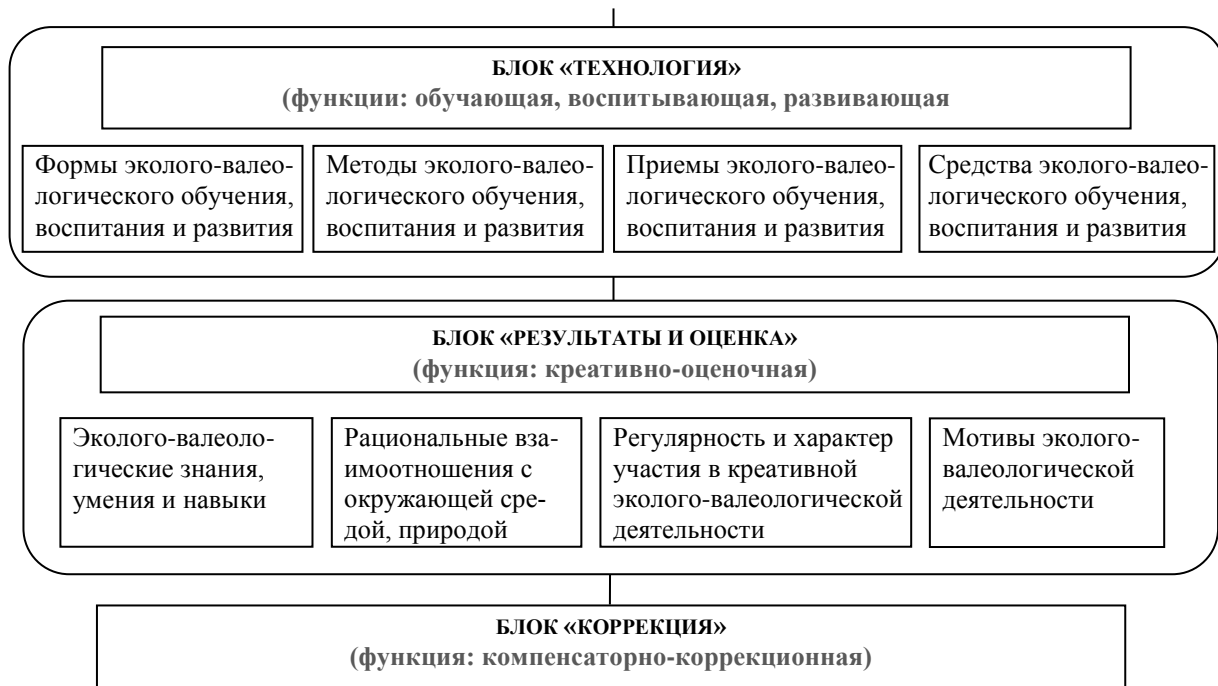 БЛОК «ТЕХНОЛОГИЯ»
(функции: обучающая, воспитывающая, развивающая
Формы эколого-валео-
логического обучения,
воспитания и развития
Методы эколого-валео-
логического обучения,
воспитания и развития
Приемы эколого-валео-
логического обучения,
воспитания и развития
Средства эколого-валео-
логического обучения,
воспитания и развития
БЛОК «РЕЗУЛЬТАТЫ И ОЦЕНКА»
(функция: креативно-оценочная)
Эколого-валеоло-
гические знания,
умения и навыки
Рациональные вза-
имоотношения с
окружающей сре-
дой, природой
Регулярность и характер
участия в креативной
эколого-валеологической
деятельности
Мотивы эколого-
валеологической
деятельности
БЛОК «КОРРЕКЦИЯ»
(функция: компенсаторно-коррекционная)